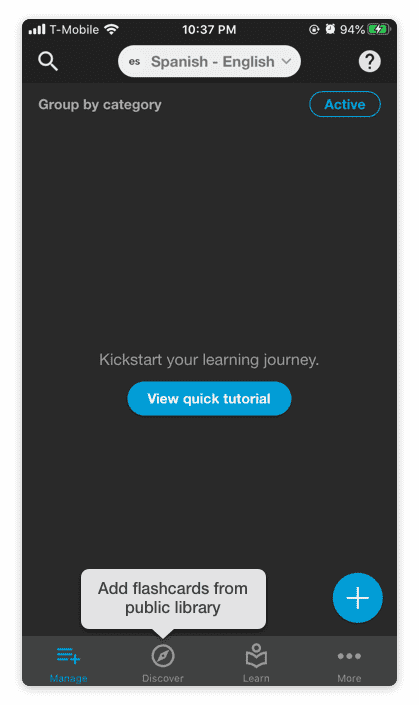 T-Mobile 10:37 PM 94%
es Spanish - English ?
Group by category Active
Kickstart your learning journey.
View quick tutorial
Add flashcards from
public library
Manage Discover Learn More